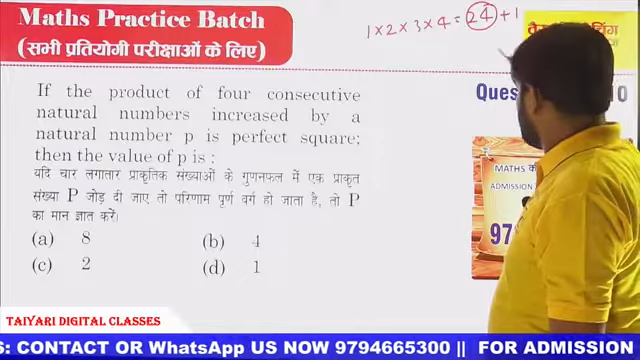 Maths Practice Batch
(सभी प्रतियोगी परीक्षाओं के लिए)
1×2×3×4=24+1
Ques
10
If the product of four consecutive
natural numbers increased by a
natural number p is perfect square;
then the value of p is :
यदि चार लगातार प्राकृतिक संख्याओं के गुणनफल में एक प्राकृत
संख्या P जोड़ दी जाए तो परिणाम पूर्ण वर्ग हो जाता है, तो P
का मान ज्ञात करें।
(a) 8 (b) 4
(c) 2 (d) 1
MATHS क
ADMISSION
97
TAIYARI DIGITAL CLASSES
S: CONTACT OR WhatsApp US NOW 9794665300 || FOR ADMISSION